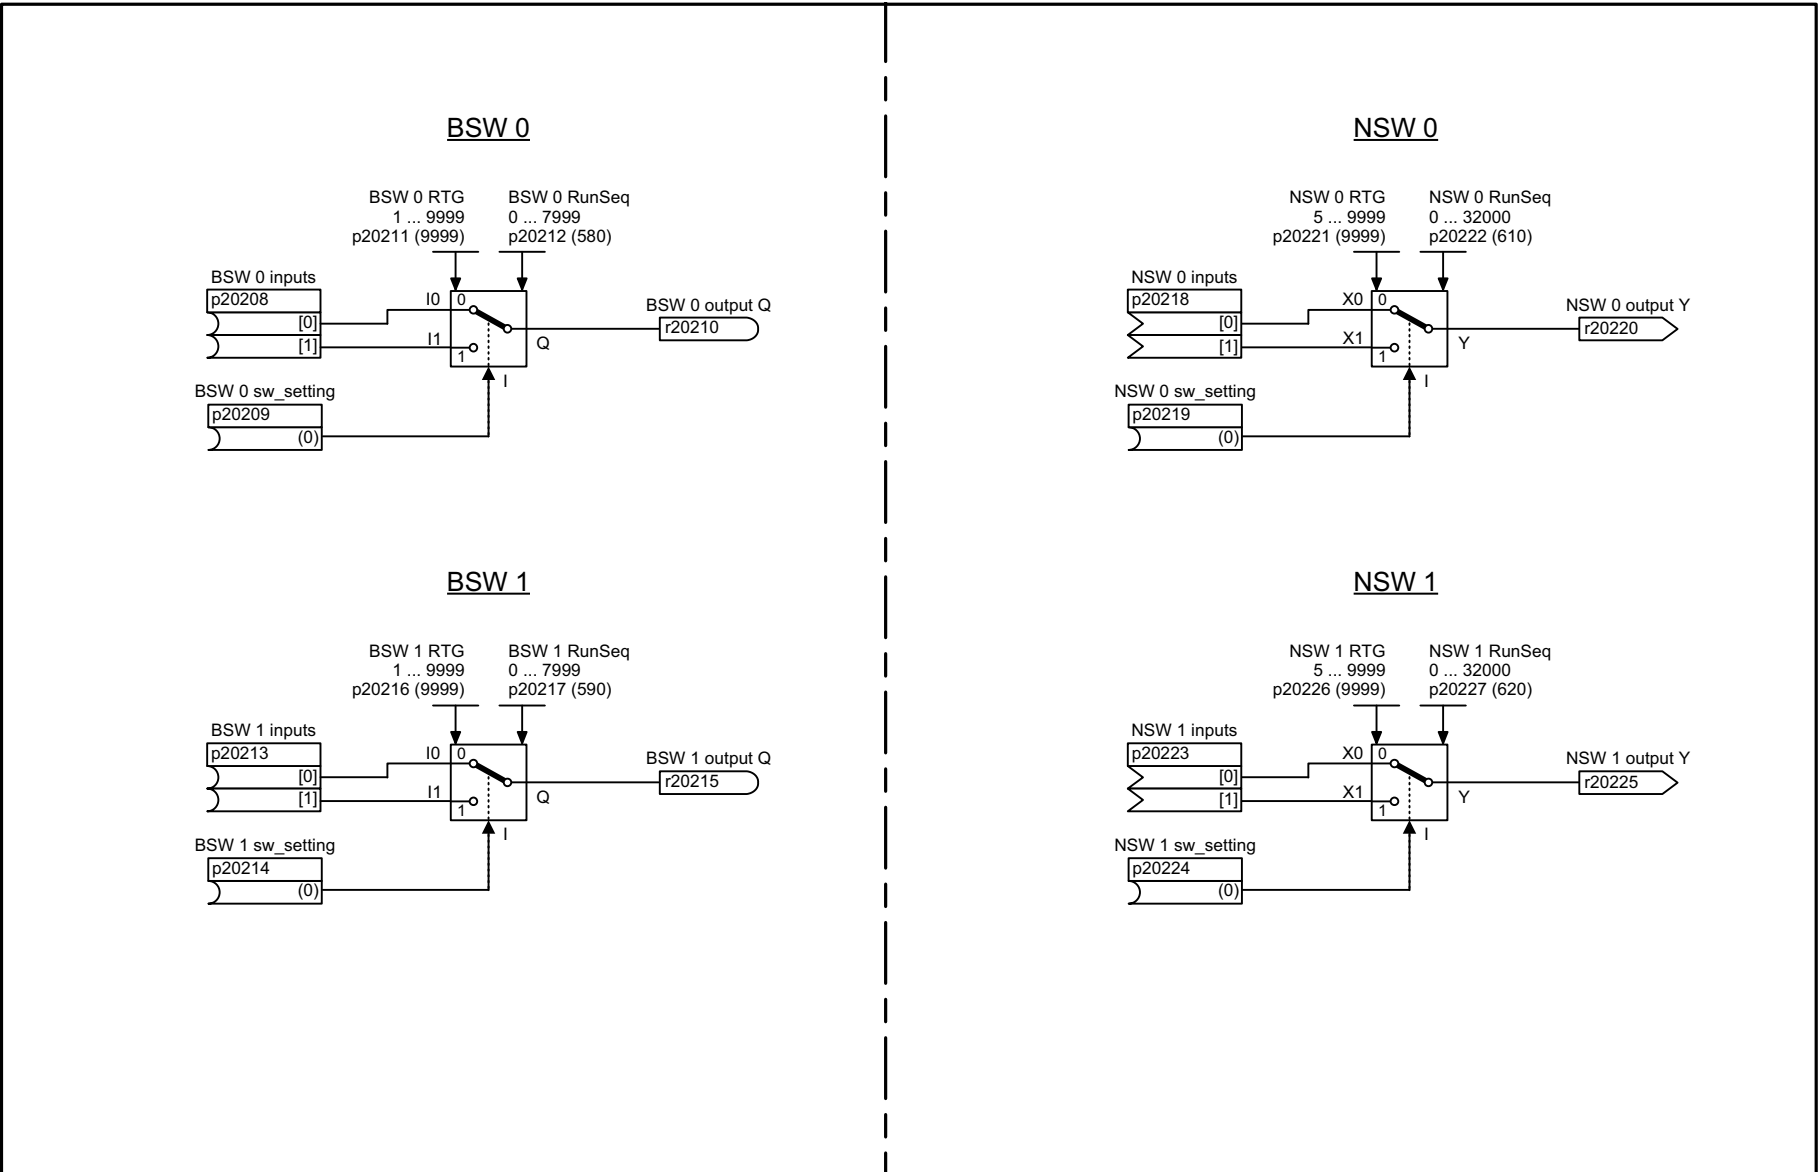 BSW 0
BSW 0 RTG
1 ... 9999
p20211 (9999)
BSW 0 RunSeq
0 ... 7999
p20212 (580)
BSW 0 inputs
p20208
[0]
[1]
I0
0
I1
1
BSW 0 output Q
r20210
Q
I
BSW 0 sw_setting
p20209
(0)
BSW 1
BSW 1 RTG
1 ... 9999
p20216 (9999)
BSW 1 RunSeq
0 ... 7999
p20217 (590)
BSW 1 inputs
p20213
[0]
[1]
I0
0
I1
1
BSW 1 output Q
r20215
Q
I
BSW 1 sw_setting
p20214
(0)
NSW 0
NSW 0 RTG
5 ... 9999
p20221 (9999)
NSW 0 RunSeq
0 ... 32000
p20222 (610)
NSW 0 inputs
p20218
[0]
[1]
X0
0
X1
1
NSW 0 output Y
r20220
Y
I
NSW 0 sw_setting
p20219
(0)
NSW 1
NSW 1 RTG
5 ... 9999
p20226 (9999)
NSW 1 RunSeq
0 ... 32000
p20227 (620)
NSW 1 inputs
p20223
[0]
[1]
X0
0
X1
1
NSW 1 output Y
r20225
Y
I
NSW 1 sw_setting
p20224
(0)